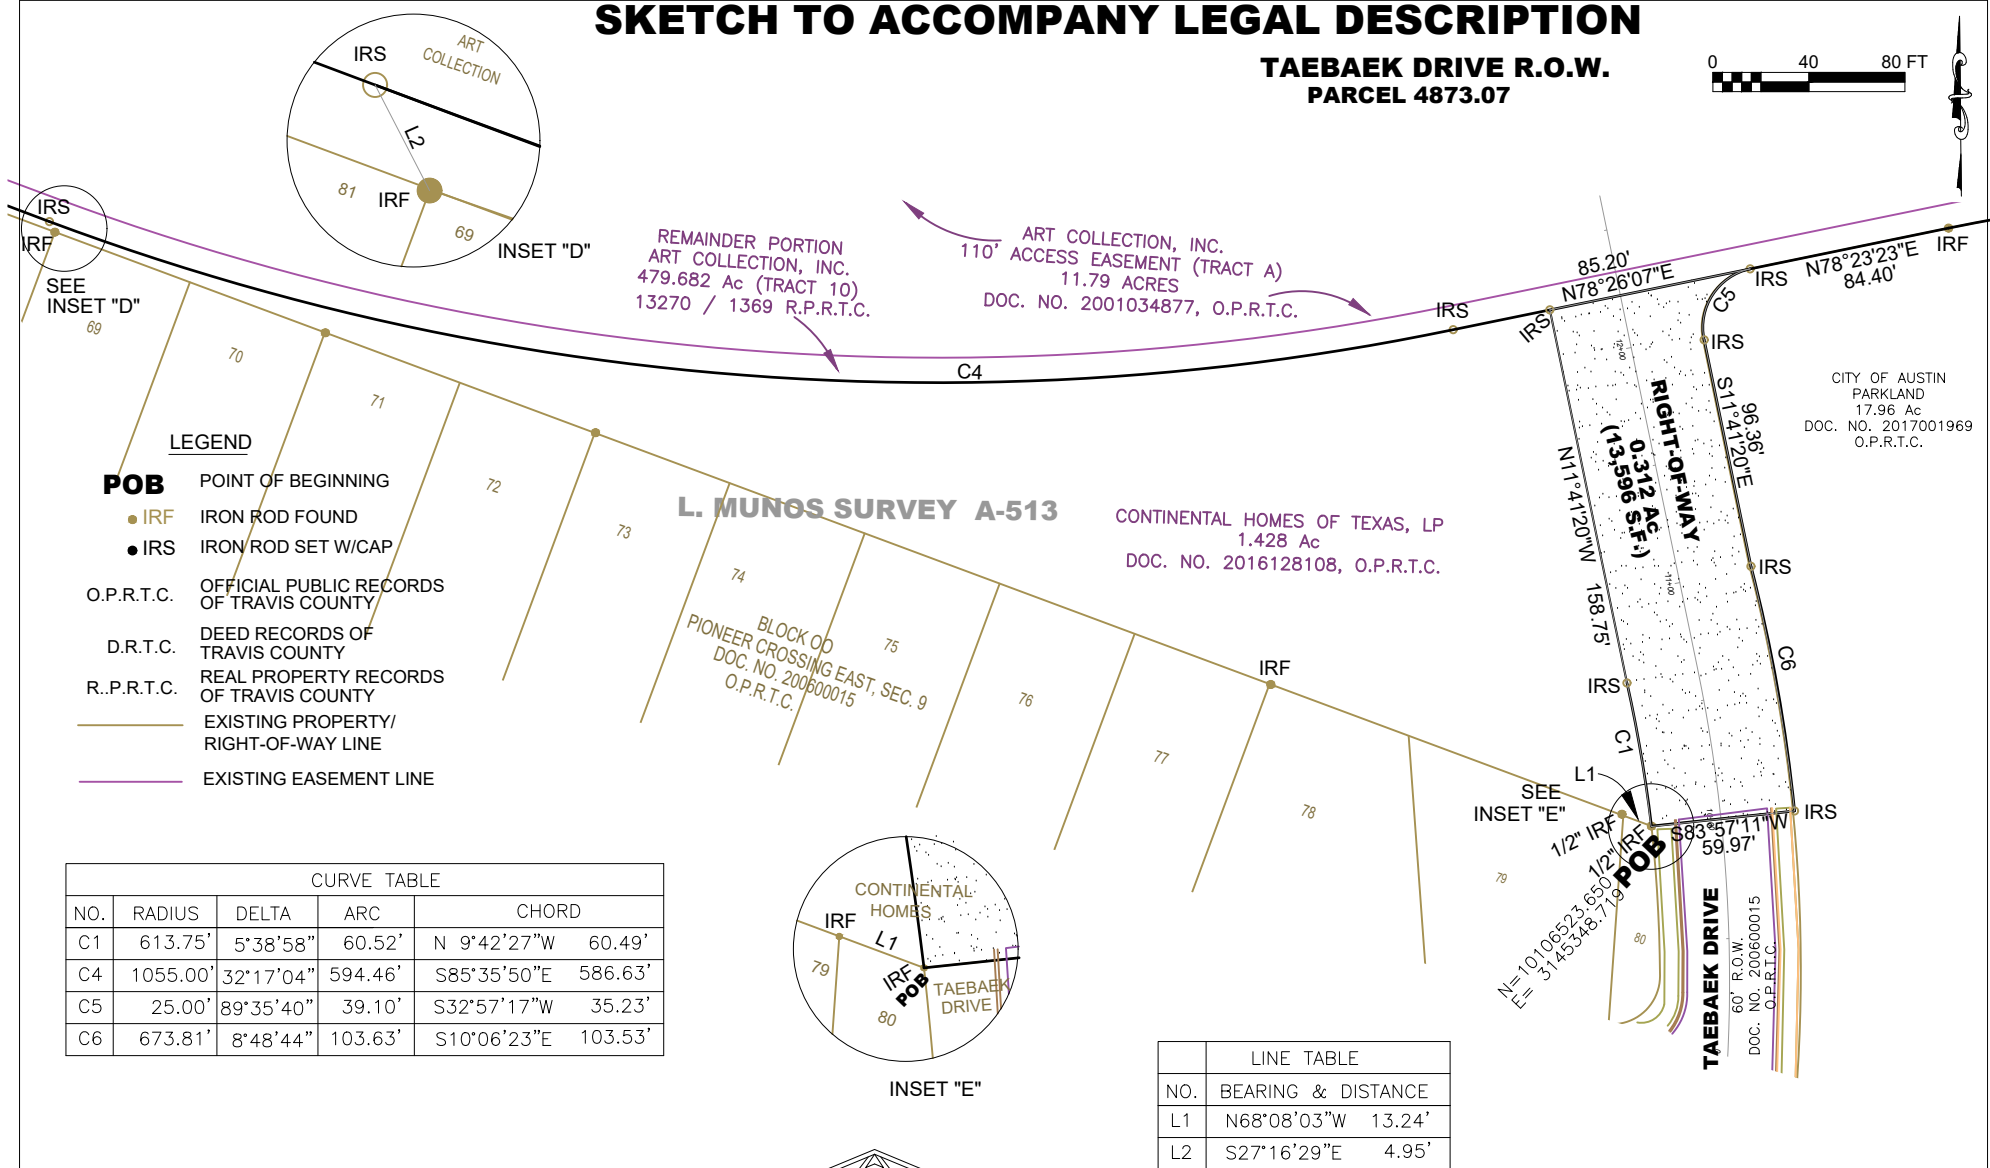 SKETCH TO ACCOMPANY LEGAL DESCRIPTION
TAEBAEK DRIVE R.O.W.
PARCEL 4873.07
0 40 80 FT
IRS
ART
COLLECTION
L2
81
IRF
69
INSET "D"
IRS
IRF
SEE
INSET "D"
REMAINDER PORTION
ART COLLECTION, INC.
479.682 Ac (TRACT 10)
13270 / 1369 R.P.R.T.C.
ART COLLECTION, INC.
110' ACCESS EASEMENT (TRACT A)
11.79 ACRES
DOC. NO. 2001034877, O.P.R.T.C.
85.20'
N78°26'07"E
IRS
IRS
IRS
N78°23'23"E
84.40'
IRF
C5
IRS
C4
12+00
CITY OF AUSTIN
PARKLAND
17.96 Ac
DOC. NO. 2017001969
O.P.R.T.C.
RIGHT-OF-WAY
0.312 Ac
(13,596 S.F.)
96.36'
S11°41'20"E
N11°41'20"W 158.75'
11+00
IRS
C6
IRS
C1
69
70
71
72
73
74
75
76
77
78
79
80
L. MUNOS SURVEY A-513
CONTINENTAL HOMES OF TEXAS, LP
1.428 Ac
DOC. NO. 2016128108, O.P.R.T.C.
BLOCK OO
PIONEER CROSSING EAST, SEC. 9
DOC. NO. 200600015
O.P.R.T.C.
IRF
LEGEND
POB POINT OF BEGINNING
IRF IRON ROD FOUND
IRS IRON ROD SET W/CAP
O.P.R.T.C. OFFICIAL PUBLIC RECORDS
OF TRAVIS COUNTY
D.R.T.C. DEED RECORDS OF
TRAVIS COUNTY
R..P.R.T.C. REAL PROPERTY RECORDS
OF TRAVIS COUNTY
EXISTING PROPERTY/
RIGHT-OF-WAY LINE
EXISTING EASEMENT LINE
L1
SEE
INSET "E"
1/2" IRF
1/2" IRF
POB
S83°57'11"W
59.97'
IRS
N=10106523.650
E= 3145348.719
TAEBAEK DRIVE
60' R.O.W.
DOC. NO. 200600015
O.P.R.T.C.
CURVE TABLE
NO. RADIUS DELTA ARC CHORD
C1 613.75' 5°38'58" 60.52' N 9°42'27"W 60.49'
C4 1055.00' 32°17'04" 594.46' S85°35'50"E 586.63'
C5 25.00' 89°35'40" 39.10' S32°57'17"W 35.23'
C6 673.81' 8°48'44" 103.63' S10°06'23"E 103.53'
CONTINENTAL
HOMES
IRF
L1
79
IRF
POB
TAEBAEK
DRIVE
80
INSET "E"
LINE TABLE
NO. BEARING & DISTANCE
L1 N68°08'03"W 13.24'
L2 S27°16'29"E 4.95'